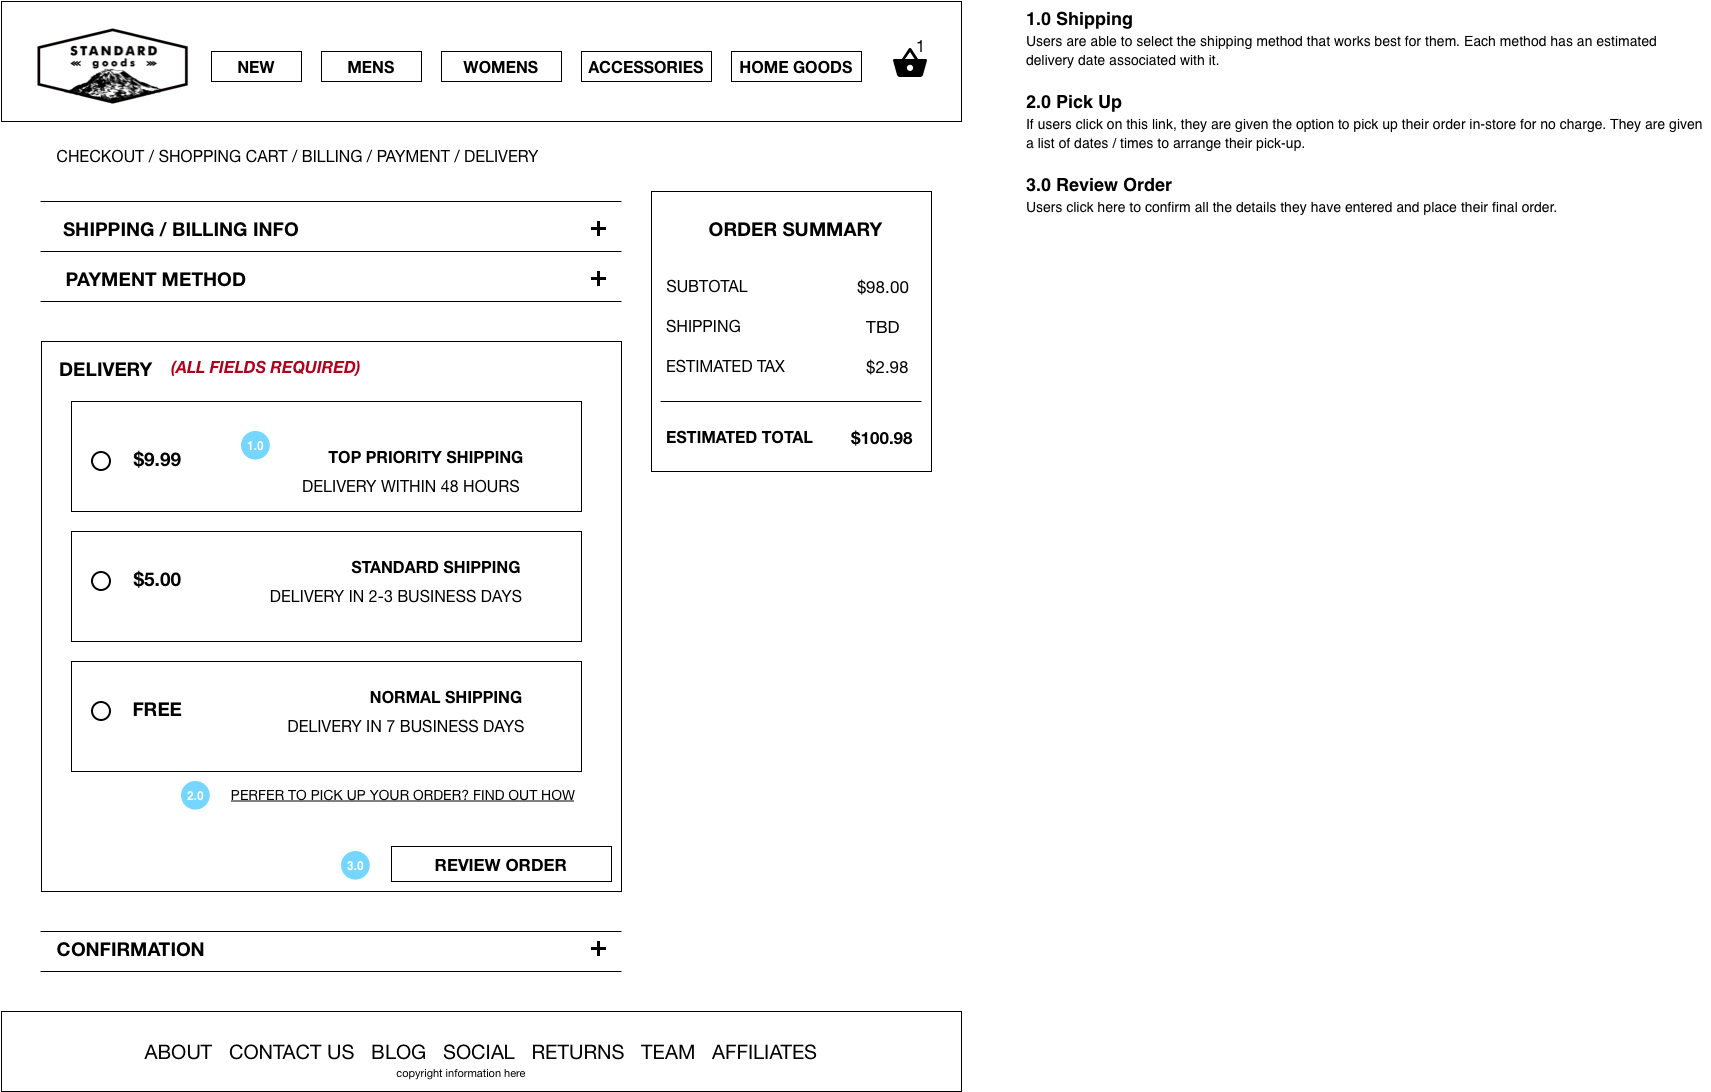 STANDARD
goods
NEW
MENS
WOMENS
ACCESSORIES
HOME GOODS
1
CHECKOUT / SHOPPING CART / BILLING / PAYMENT / DELIVERY
SHIPPING / BILLING INFO +
PAYMENT METHOD +
DELIVERY (ALL FIELDS REQUIRED)
$9.99
1.0
TOP PRIORITY SHIPPING
DELIVERY WITHIN 48 HOURS
$5.00
STANDARD SHIPPING
DELIVERY IN 2-3 BUSINESS DAYS
FREE
NORMAL SHIPPING
DELIVERY IN 7 BUSINESS DAYS
2.0
PERFER TO PICK UP YOUR ORDER? FIND OUT HOW
3.0
REVIEW ORDER
CONFIRMATION +
ORDER SUMMARY
SUBTOTAL $98.00
SHIPPING TBD
ESTIMATED TAX $2.98
ESTIMATED TOTAL $100.98
ABOUT CONTACT US BLOG SOCIAL RETURNS TEAM AFFILIATES
copyright information here
1.0 Shipping
Users are able to select the shipping method that works best for them. Each method has an estimated
delivery date associated with it.
2.0 Pick Up
If users click on this link, they are given the option to pick up their order in-store for no charge. They are given
a list of dates / times to arrange their pick-up.
3.0 Review Order
Users click here to confirm all the details they have entered and place their final order.